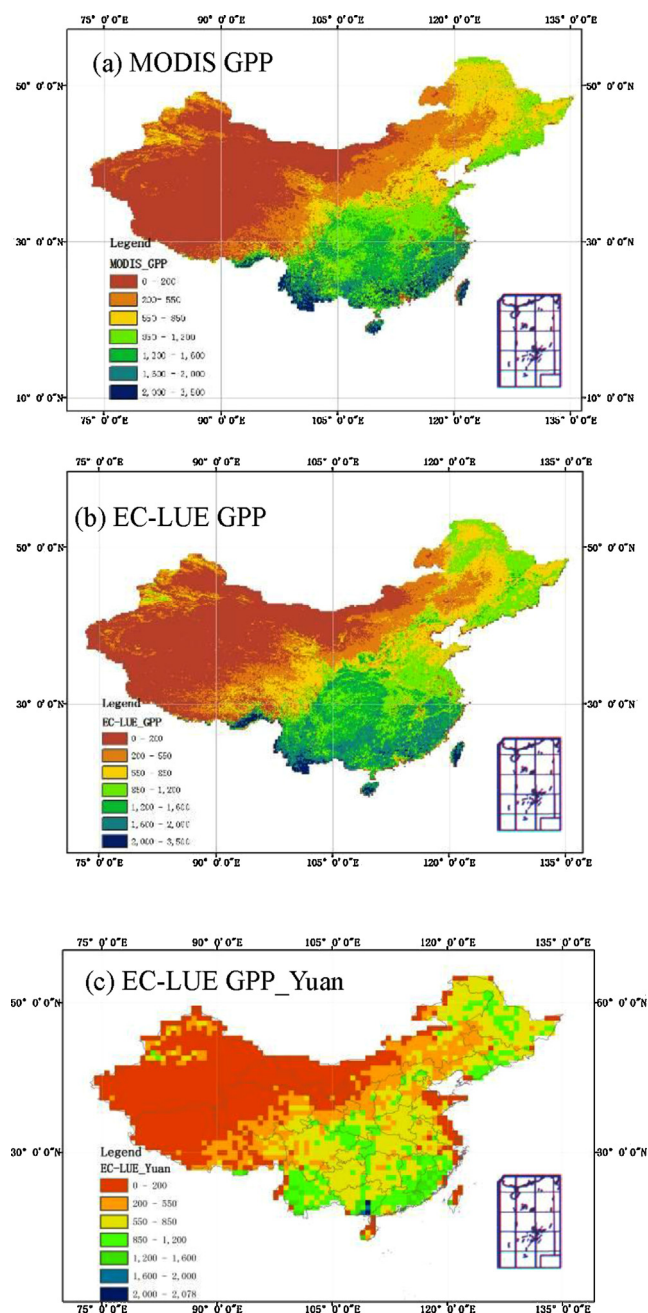 75° 0'0"E 90° 0'0"E 105° 0'0"E 120° 0'0"E 135° 0'0"E
(a) MODIS GPP
50° 0'0"N 50° 0'0"N
30° 0'0"N 30° 0'0"N
Legend
MODIS_GPP
0 - 200
200- 550
550 - 850
850 - 1,200
1,200 - 1,600
1,600 - 2,000
2,000 - 3,500
10° 0'0"N 10° 0'0"N
75° 0'0"E 90° 0'0"E 105° 0'0"E 120° 0'0"E 135° 0'0"E
75° 0'0"E 90° 0'0"E 105° 0'0"E 120° 0'0"E 135° 0'0"E
(b) EC-LUE GPP
50° 0'0"N 50° 0'0"N
30° 0'0"N 30° 0'0"N
Legend
EC-LUE_GPP
0 - 200
200 - 550
550 - 850
850 - 1,200
1,200 - 1,600
1,600 - 2,000
2,000 - 3,500
75° 0'0"E 90° 0'0"E 105° 0'0"E 120° 0'0"E 135° 0'0"E
75° 0'0"E 90° 0'0"E 105° 0'0"E 120° 0'0"E 135° 0'0"E
(c) EC-LUE GPP_Yuan
50° 0'0"N 60° 0'0"N
30° 0'0"N 30° 0'0"N
Legend
EC-LUE_Yuan
0 - 200
200 - 550
550 - 850
850 - 1,200
1,200 - 1,600
1,600 - 2,000
2,000 - 2,078
75° 0'0"E 90° 0'0"E 105° 0'0"E 120° 0'0"E 135° 0'0"E